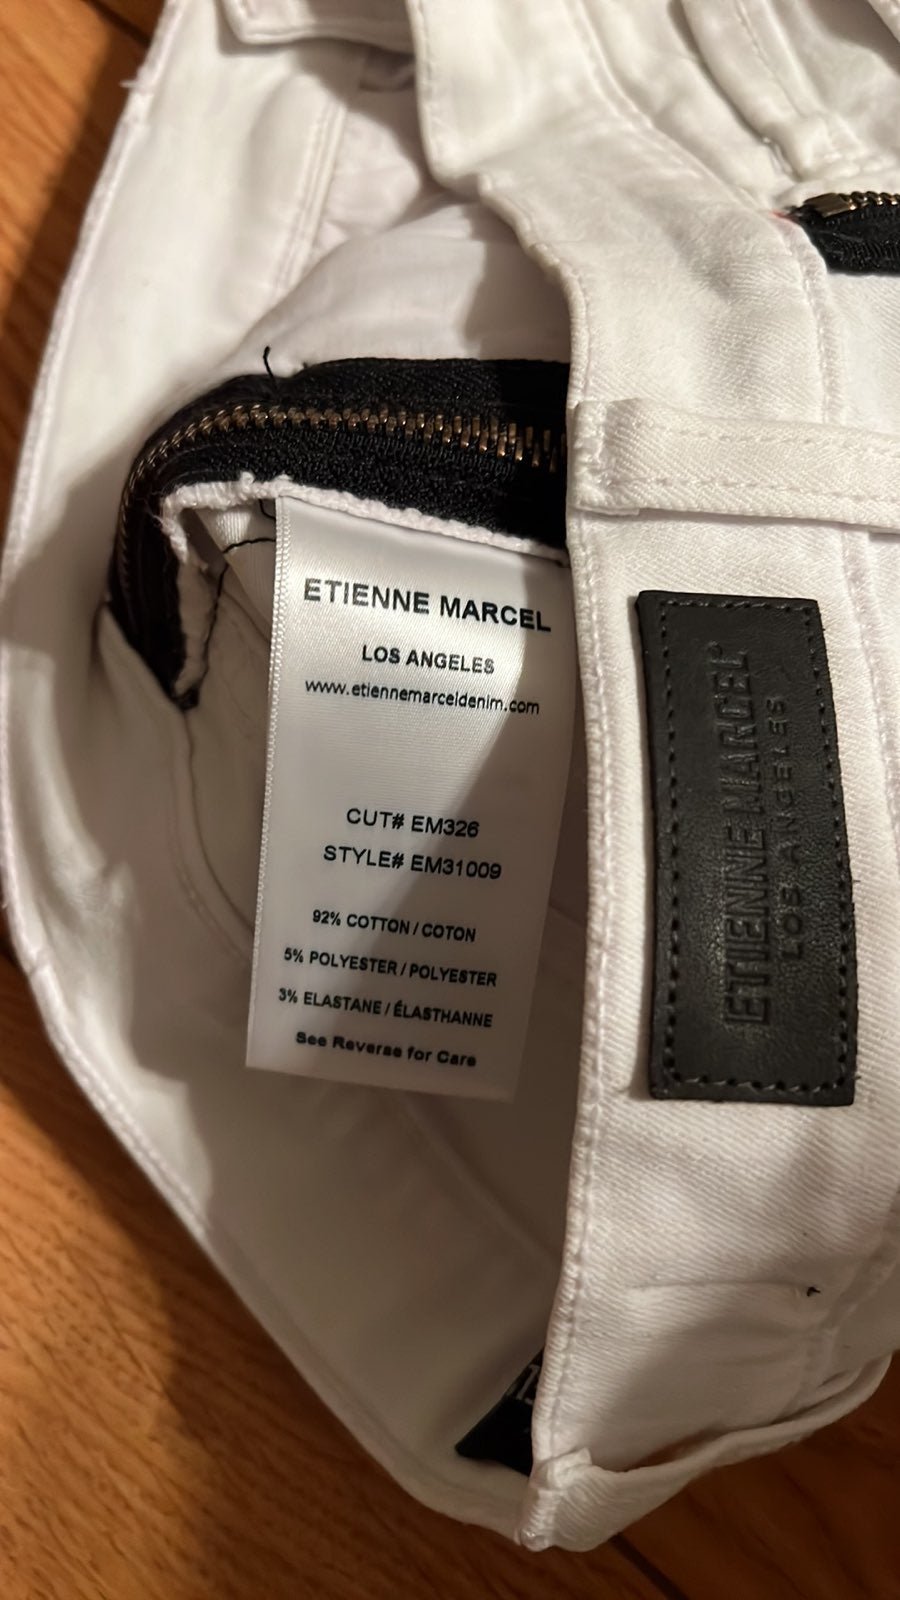 ETIENNE MARCEL
LOS ANGELES
www.etiennemarceldenim.com
CUT# EM326
STYLE# EM31009
92% COTTON / COTON
5% POLYESTER / POLYESTER
3% ELASTANE / ÉLASTHANNE
See Reverse for Care
ETIENNE MARCEL
LOS ANGELES